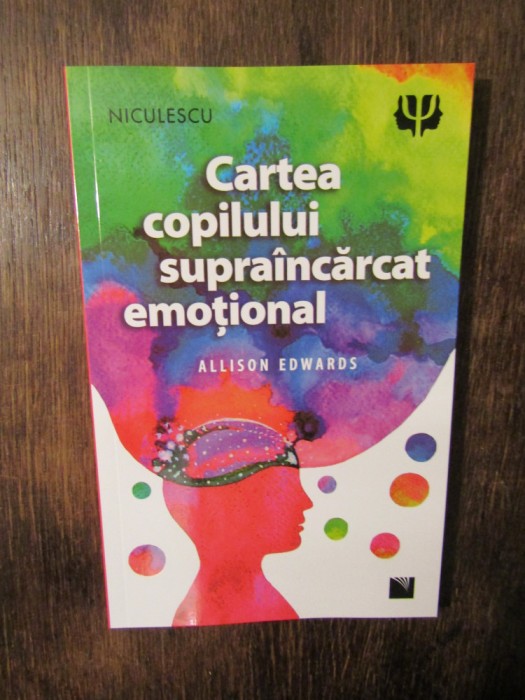 NICULESCU
Cartea
copilului
supraîncărcat
emoțional
ALLISON EDWARDS